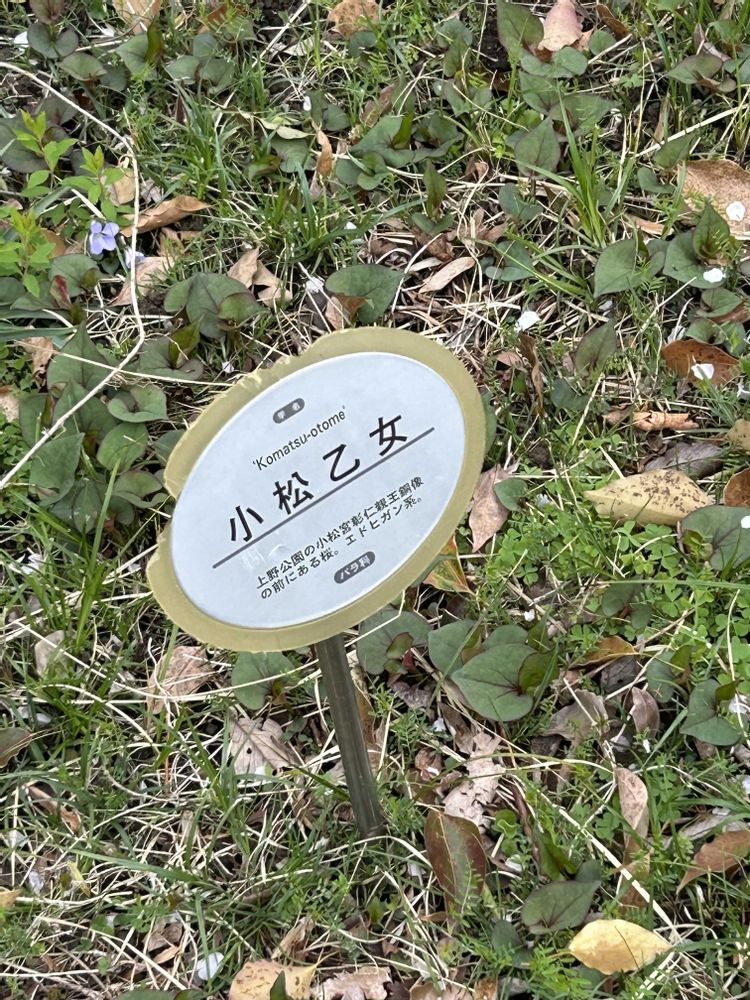 学名
'Komatsu-otome'
小松乙女
上野公園の小松宮彰仁親王銅像
の前にある桜。エドヒガン系。
バラ科